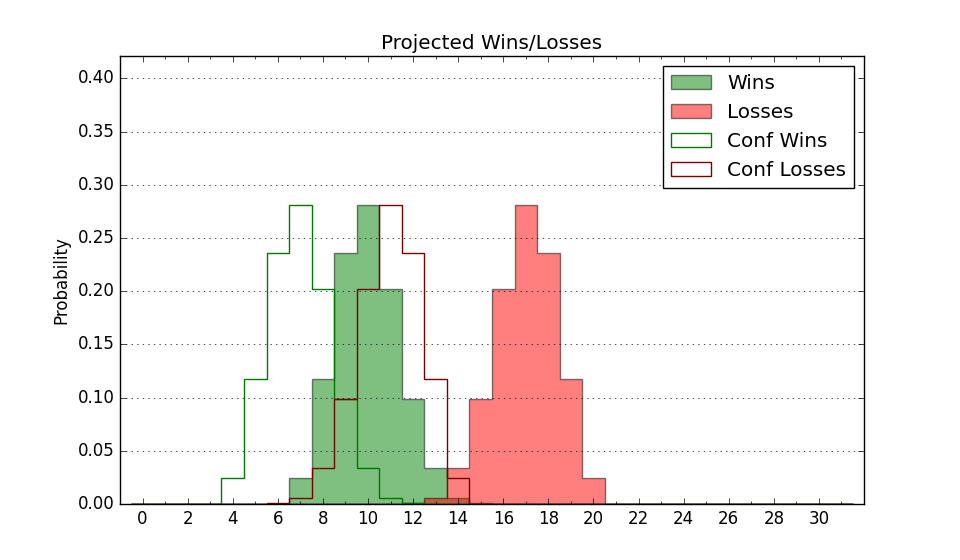 Projected Wins/Losses
0.40
0.35
0.30
0.25
0.20
0.15
0.10
0.05
0.00
Probability
Wins
Losses
Conf Wins
Conf Losses
0 2 4 6 8 10 12 14 16 18 20 22 24 26 28 30